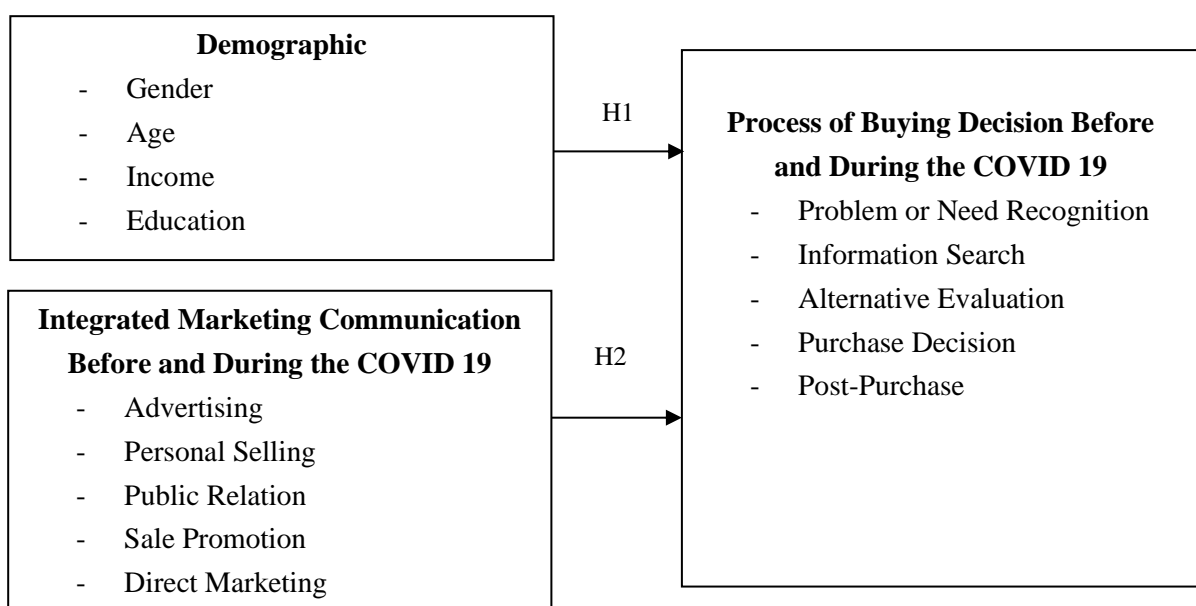 Demographic
- Gender
- Age
- Income
- Education
H1
Integrated Marketing Communication
Before and During the COVID 19
- Advertising
- Personal Selling
- Public Relation
- Sale Promotion
- Direct Marketing
H2
Process of Buying Decision Before
and During the COVID 19
- Problem or Need Recognition
- Information Search
- Alternative Evaluation
- Purchase Decision
- Post-Purchase